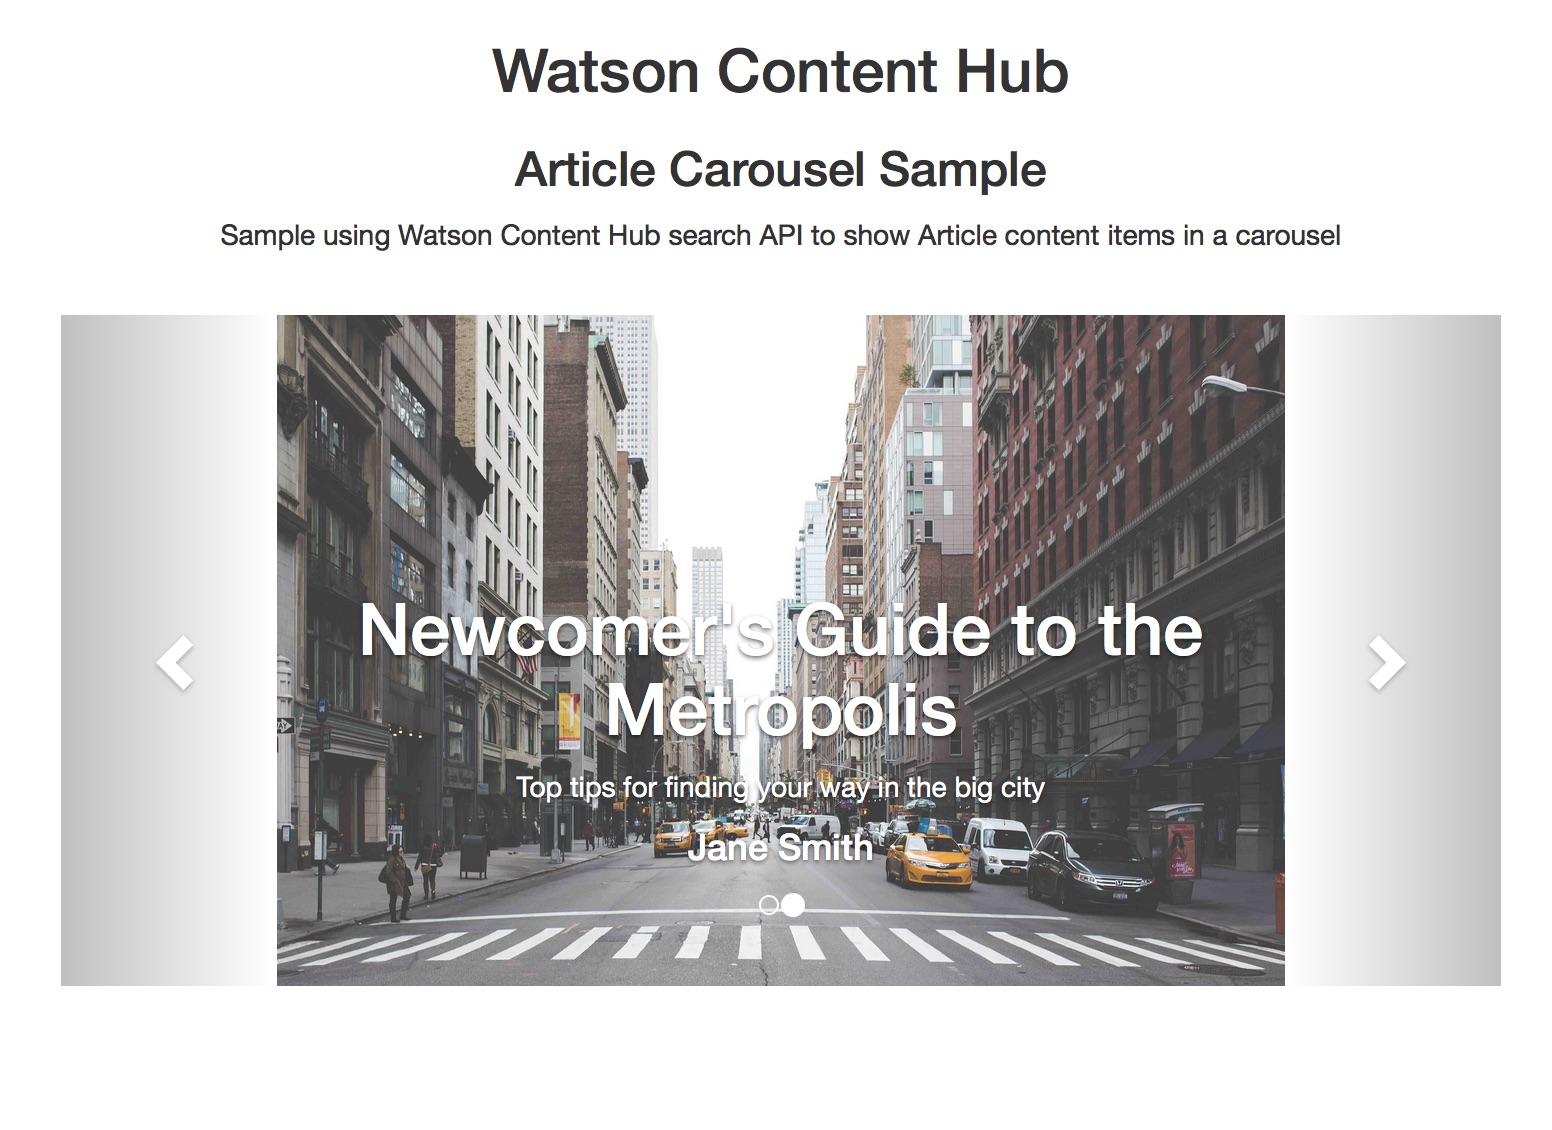 Watson Content Hub
Article Carousel Sample
Sample using Watson Content Hub search API to show Article content items in a carousel
Newcomer's Guide to the
Metropolis
Top tips for finding your way in the big city
Jane Smith